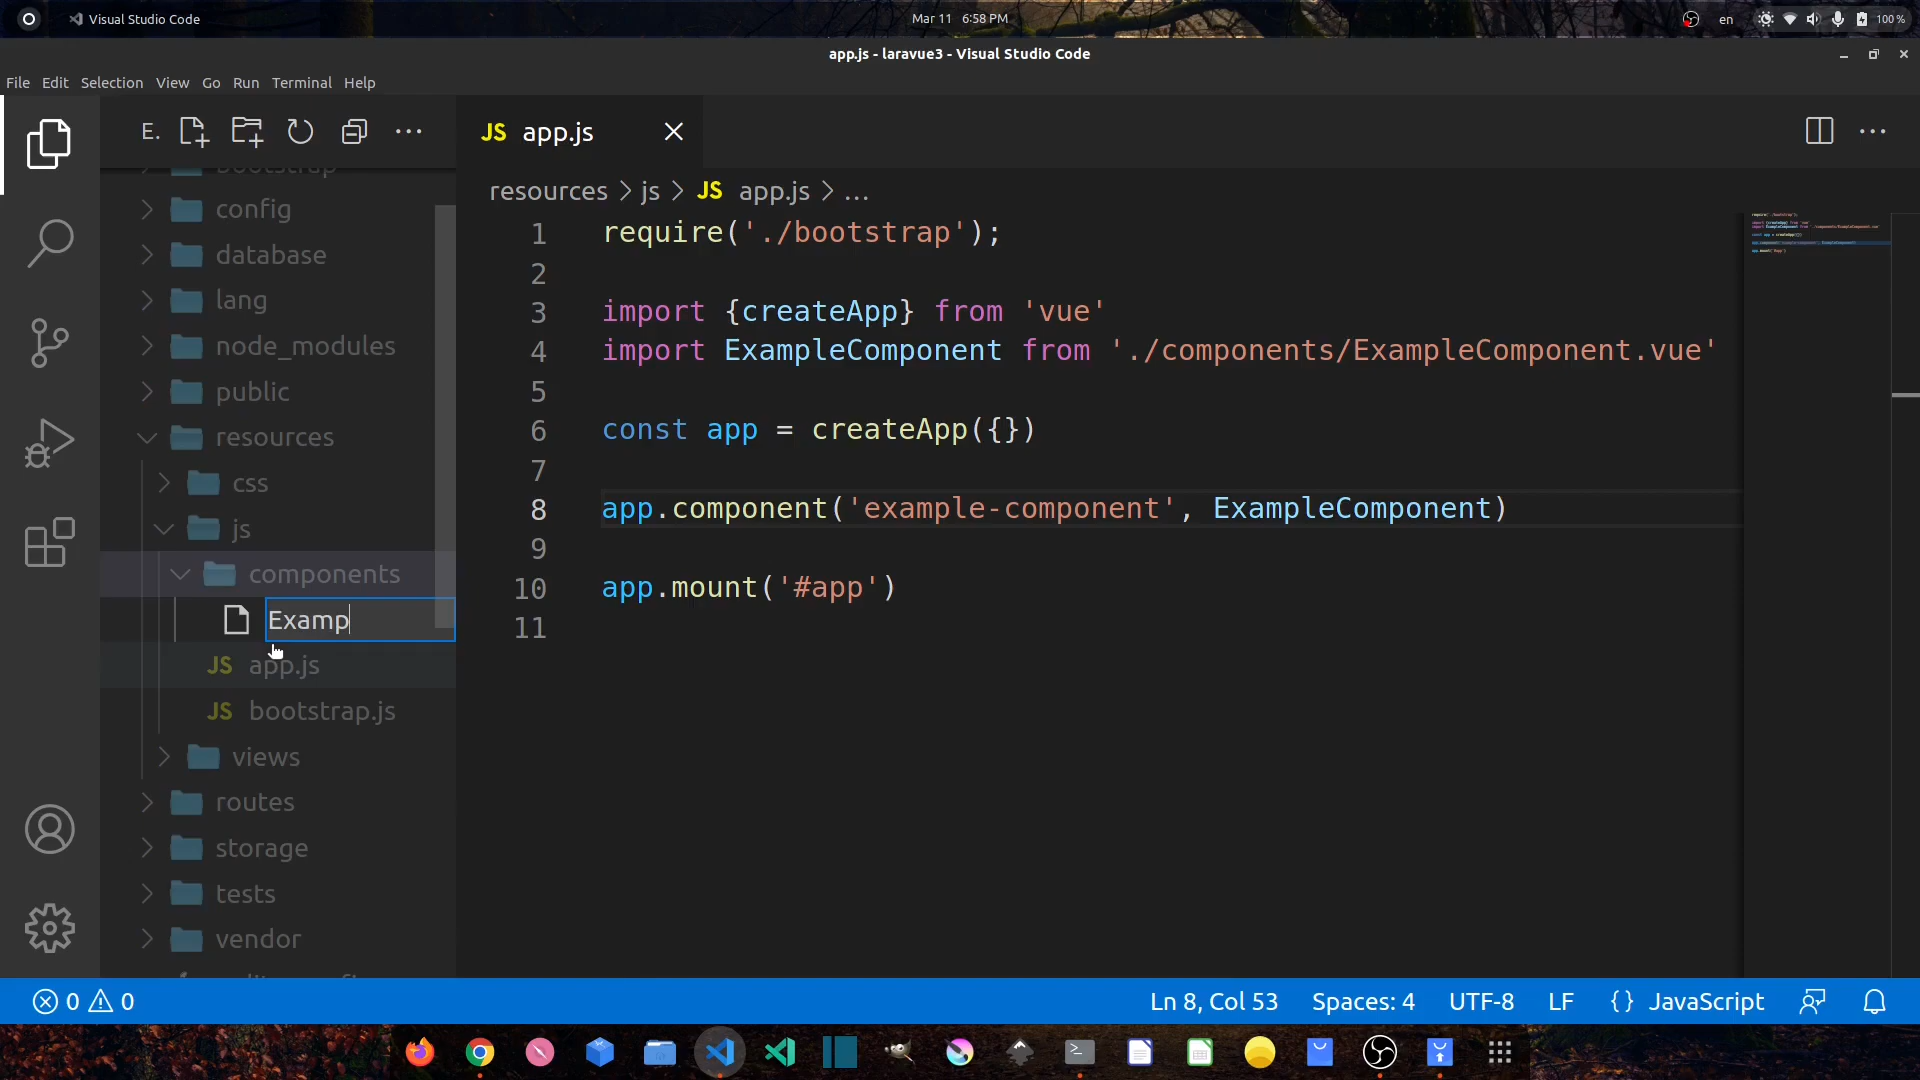 Visual Studio Code
Mar 11 6:58 PM
en
100 %
app.js - laravue3 - Visual Studio Code
File Edit Selection View Go Run Terminal Help
E.
JS app.js
resources > js > JS app.js > ...
bootstrap
config
database
lang
node_modules
public
resources
css
js
components
Examp
JS app.js
JS bootstrap.js
views
routes
storage
tests
vendor
1 require('./bootstrap');
2
3 import {createApp} from 'vue'
4 import ExampleComponent from './components/ExampleComponent.vue'
5
6 const app = createApp({})
7
8 app.component('example-component', ExampleComponent)
9
10 app.mount('#app')
11
0 0
Ln 8, Col 53
Spaces: 4
UTF-8
LF
{} JavaScript